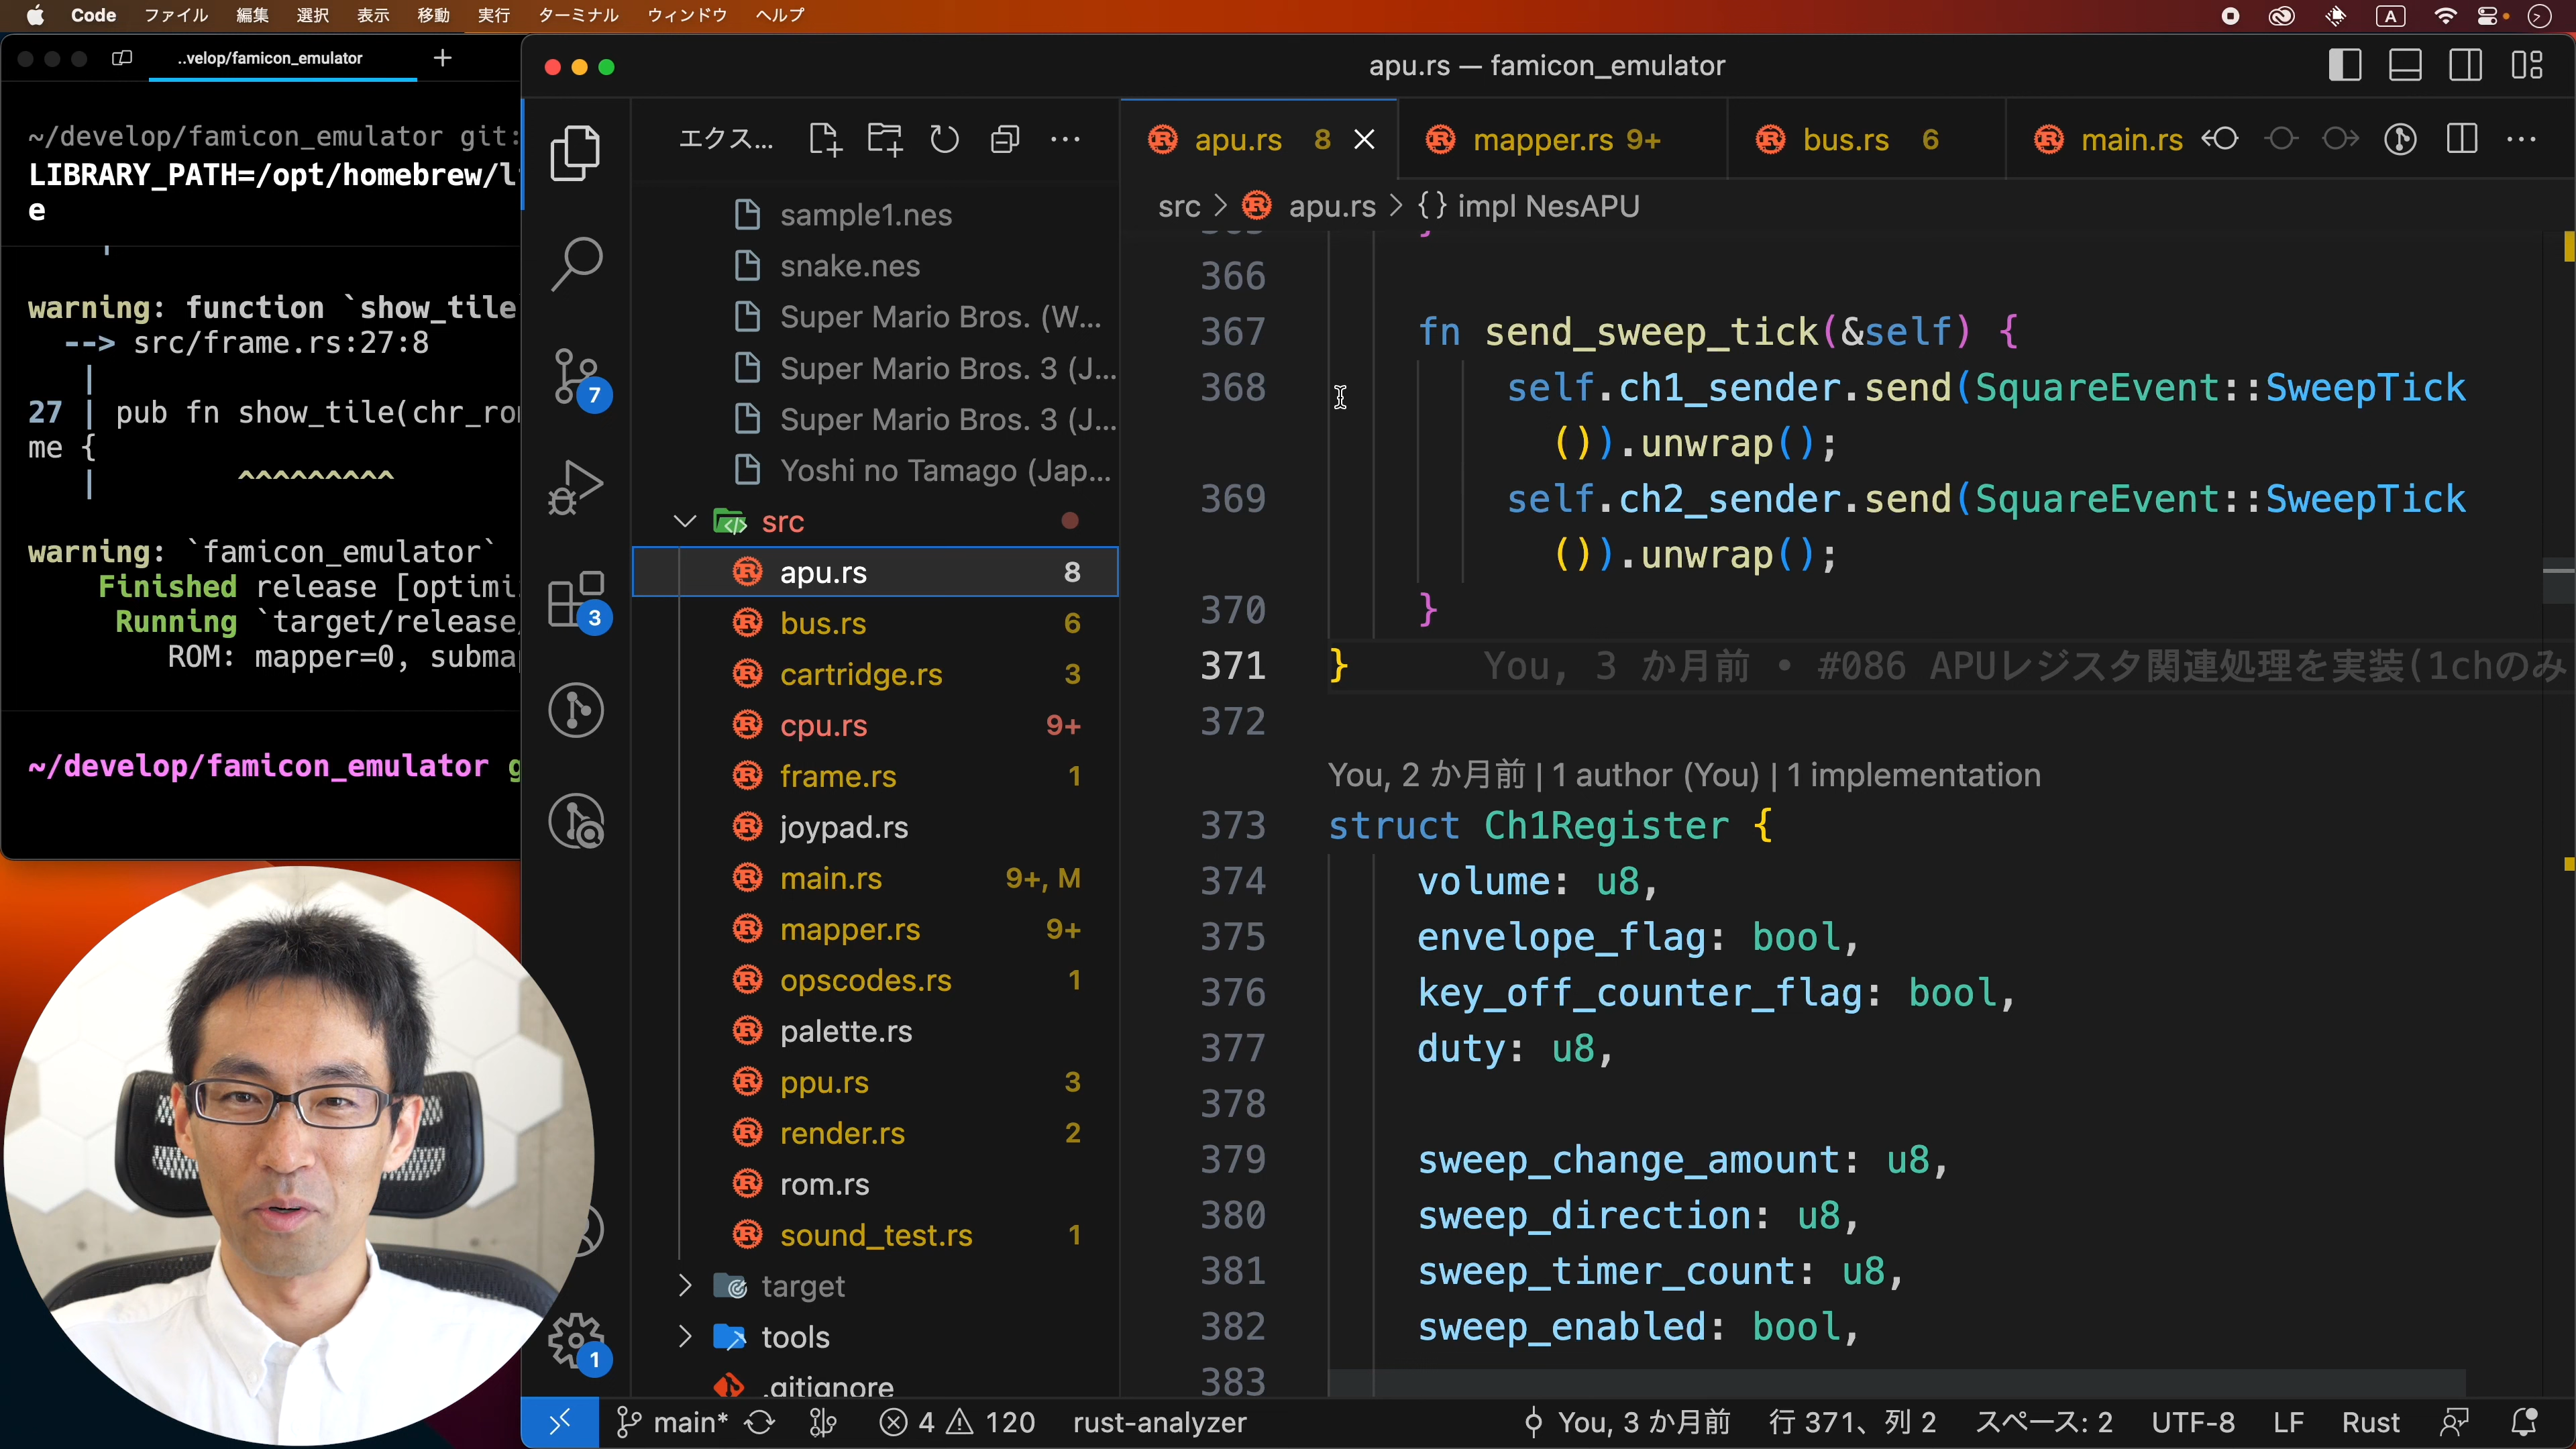 Code ファイル 編集 選択 表示 移動 実行 ターミナル ウィンドウ ヘルプ A
..velop/famicon_emulator
~/develop/famicon_emulator git:
LIBRARY_PATH=/opt/homebrew/l
e
warning: function `show_tile
--> src/frame.rs:27:8
|
27 | pub fn show_tile(chr_ro
me {
| ^^^^^^^^^
warning: `famicon_emulator`
Finished release [optimi
Running `target/release
ROM: mapper=0, subma
~/develop/famicon_emulator g
apu.rs — famicon_emulator
7
3
1
エクス...
sample1.nes
snake.nes
Super Mario Bros. (W...
Super Mario Bros. 3 (J...
Super Mario Bros. 3 (J...
Yoshi no Tamago (Jap...
src
apu.rs 8
bus.rs 6
cartridge.rs 3
cpu.rs 9+
frame.rs 1
joypad.rs
main.rs 9+, M
mapper.rs 9+
opscodes.rs 1
palette.rs
ppu.rs 3
render.rs 2
rom.rs
sound_test.rs 1
target
tools
.gitignore
apu.rs 8 mapper.rs 9+ bus.rs 6 main.rs
src > apu.rs > {} impl NesAPU
365 }
366
367 fn send_sweep_tick(&self) {
368 self.ch1_sender.send(SquareEvent::SweepTick
()).unwrap();
369 self.ch2_sender.send(SquareEvent::SweepTick
()).unwrap();
370 }
371 } You, 3 か月前 • #086 APUレジスタ関連処理を実装(1chのみ
372
You, 2 か月前 | 1 author (You) | 1 implementation
373 struct Ch1Register {
374 volume: u8,
375 envelope_flag: bool,
376 key_off_counter_flag: bool,
377 duty: u8,
378
379 sweep_change_amount: u8,
380 sweep_direction: u8,
381 sweep_timer_count: u8,
382 sweep_enabled: bool,
383
main* 4 120 rust-analyzer You, 3 か月前 行 371、列 2 スペース: 2 UTF-8 LF Rust